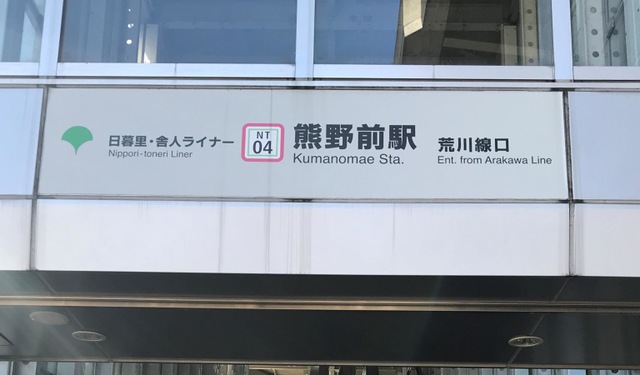 日暮里・舎人ライナー
Nippori-toneri Liner
NT
04
熊野前駅
Kumanomae Sta.
荒川線口
Ent. from Arakawa Line